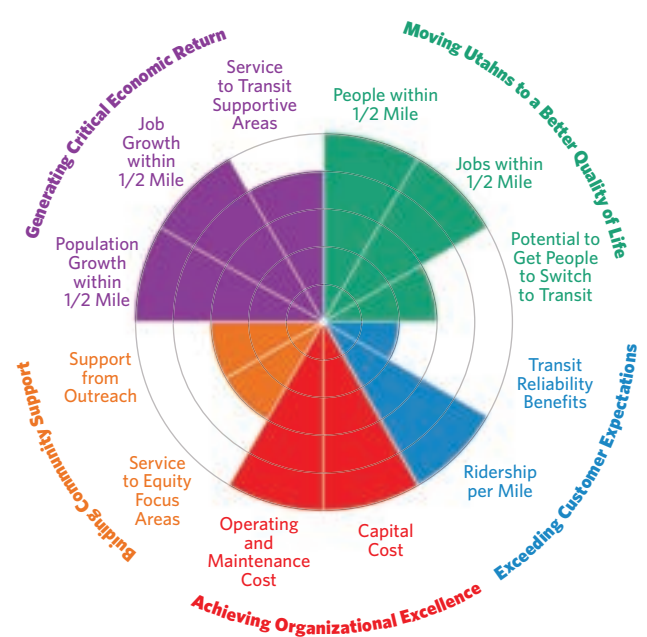 Moving Utahns to a Better Quality of Life
People within
1/2 Mile
Jobs within
1/2 Mile
Potential to
Get People
to Switch
to Transit
Exceeding Customer Expectations
Transit
Reliability
Benefits
Ridership
per Mile
Achieving Organizational Excellence
Capital
Cost
Operating
and
Maintenance
Cost
Buiding Community Support
Service
to Equity
Focus
Areas
Support
from
Outreach
Generating Critical Economic Return
Population
Growth
within
1/2 Mile
Job
Growth
within
1/2 Mile
Service
to Transit
Supportive
Areas